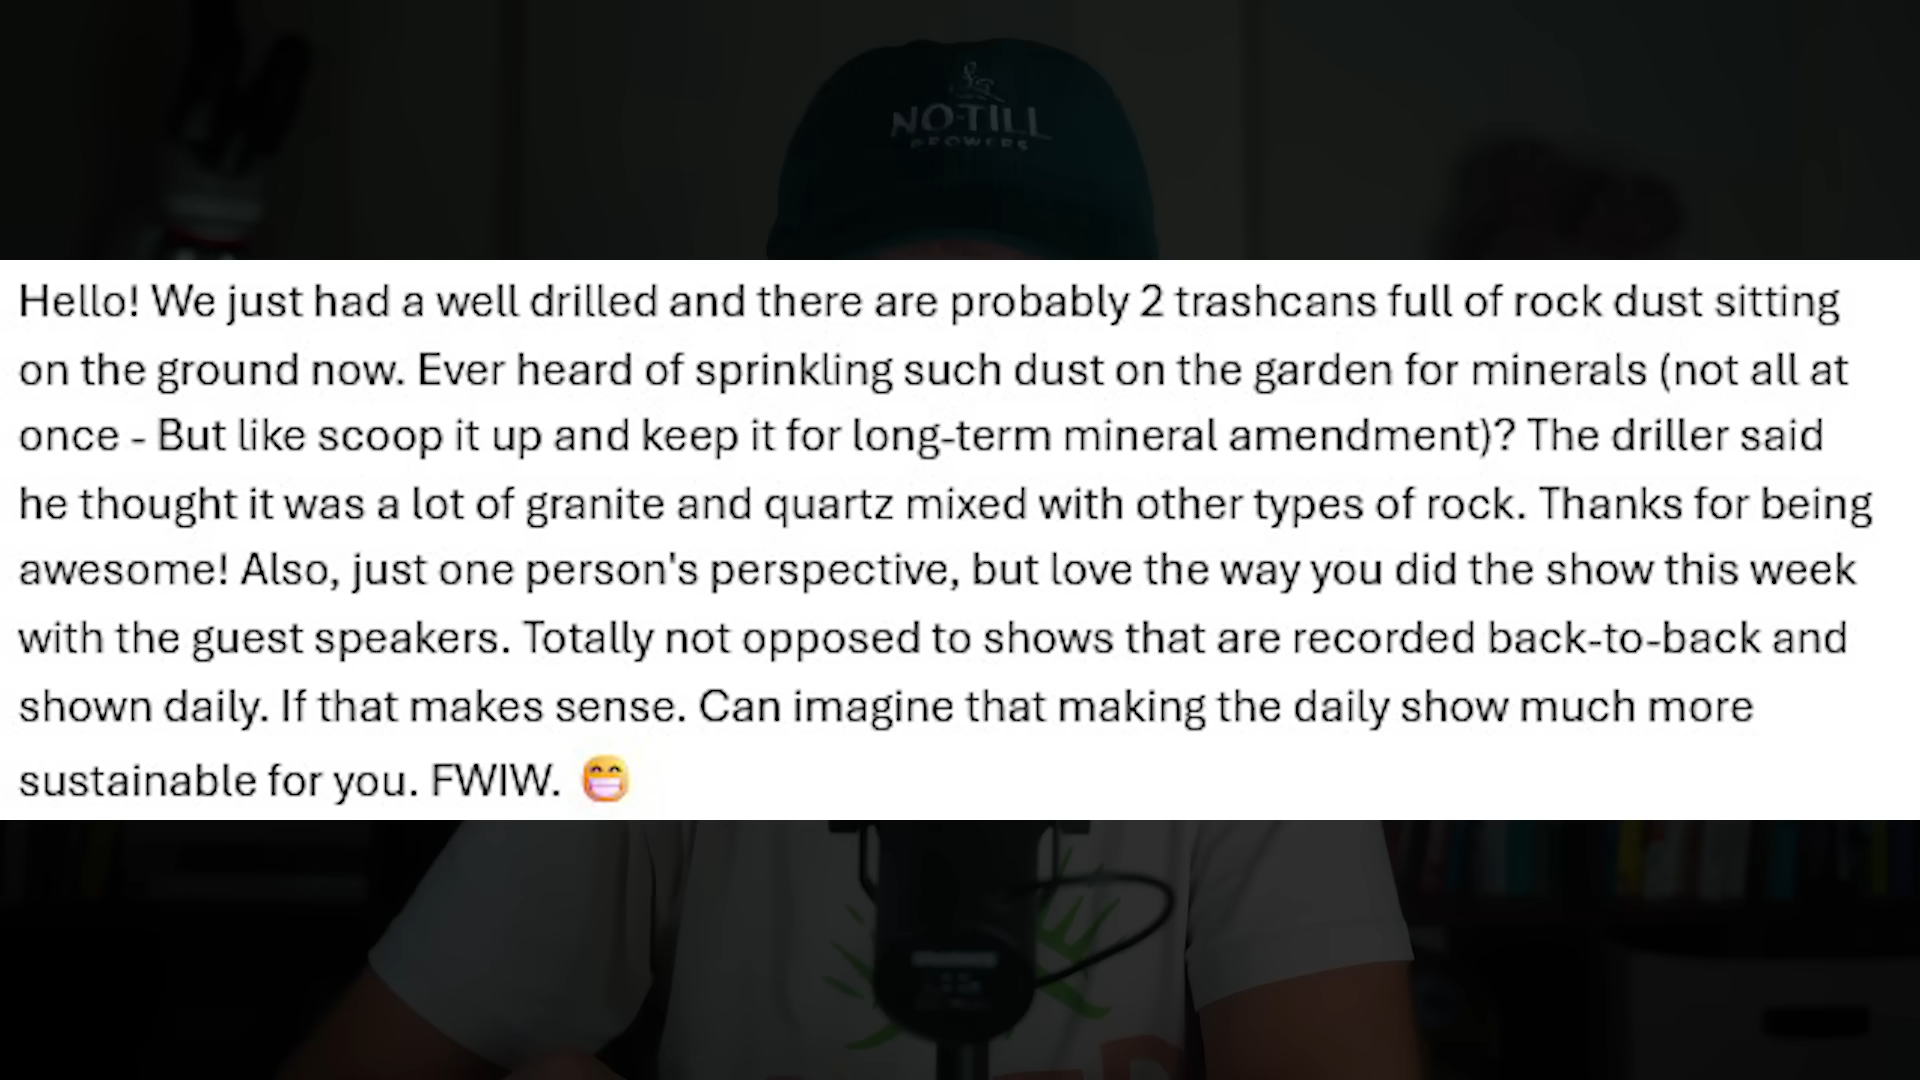 NO-TILL
GROWERS
Hello! We just had a well drilled and there are probably 2 trashcans full of rock dust sitting
on the ground now. Ever heard of sprinkling such dust on the garden for minerals (not all at
once - But like scoop it up and keep it for long-term mineral amendment)? The driller said
he thought it was a lot of granite and quartz mixed with other types of rock. Thanks for being
awesome! Also, just one person's perspective, but love the way you did the show this week
with the guest speakers. Totally not opposed to shows that are recorded back-to-back and
shown daily. If that makes sense. Can imagine that making the daily show much more
sustainable for you. FWIW. 😁